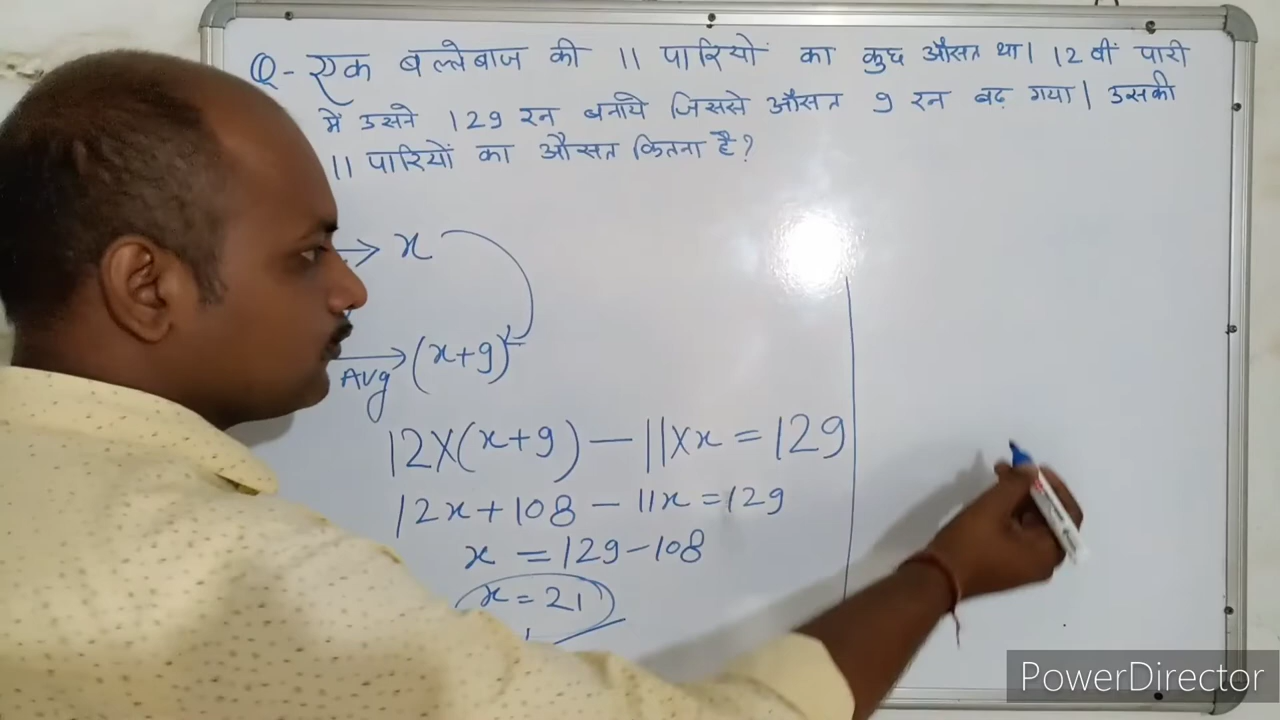 Q- एक बल्लेबाज की 11 पारियों का कुछ औसत था। 12 वीं पारी
में उसने 129 रन बनाये जिससे औसत 9 रन बढ़ गया। उसकी
11 पारियों का औसत कितना है?
→ x
Avg → (x+9)
12×(x+9) - 11×x = 129
12x+108 - 11x = 129
x = 129-108
x = 21
PowerDirector